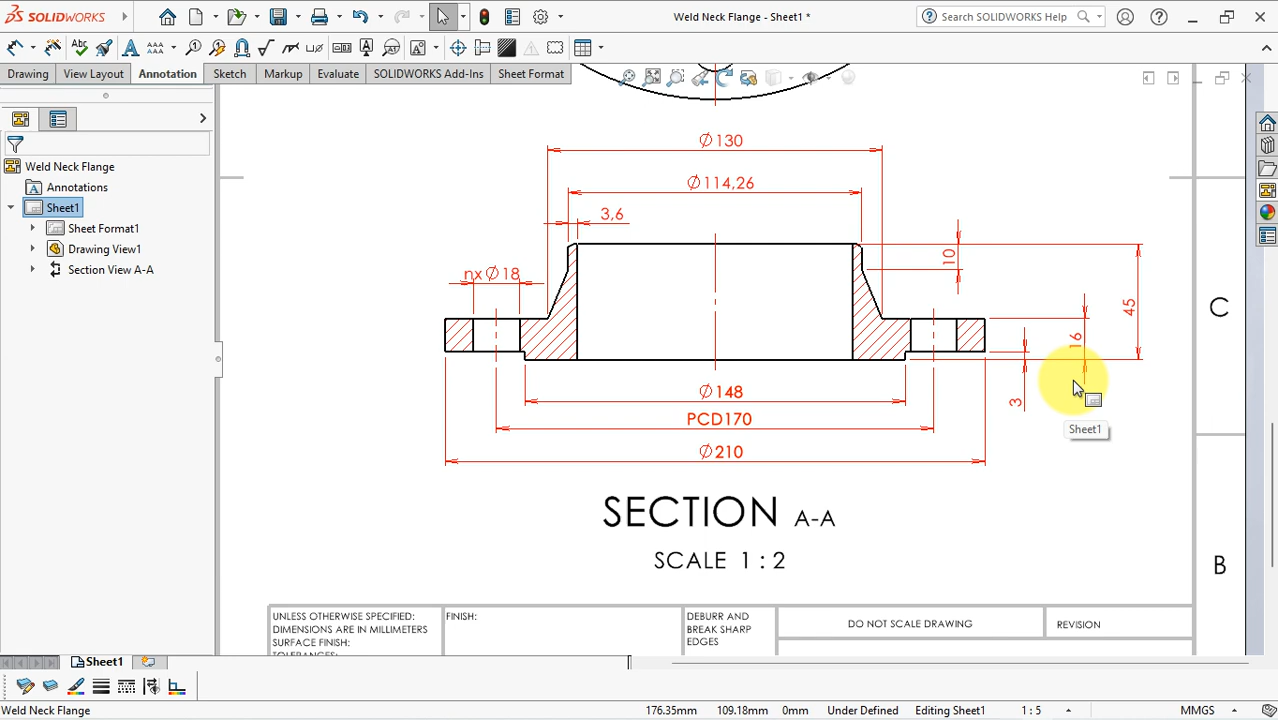 SOLIDWORKS
Weld Neck Flange - Sheet1 *
Search SOLIDWORKS Help
Drawing
View Layout
Annotation
Sketch
Markup
Evaluate
SOLIDWORKS Add-Ins
Sheet Format
Weld Neck Flange
Annotations
Sheet1
Sheet Format1
Drawing View1
Section View A-A
Ø130
Ø114,26
3,6
nxØ18
10
45
16
3
Ø148
PCD170
Ø210
Sheet1
SECTION A-A
SCALE 1 : 2
C
B
UNLESS OTHERWISE SPECIFIED:
DIMENSIONS ARE IN MILLIMETERS
SURFACE FINISH:
TOLERANCES:
FINISH:
DEBURR AND
BREAK SHARP
EDGES
DO NOT SCALE DRAWING
REVISION
Sheet1
Weld Neck Flange
176.35mm
109.18mm
0mm
Under Defined
Editing Sheet1
1 : 5
MMGS